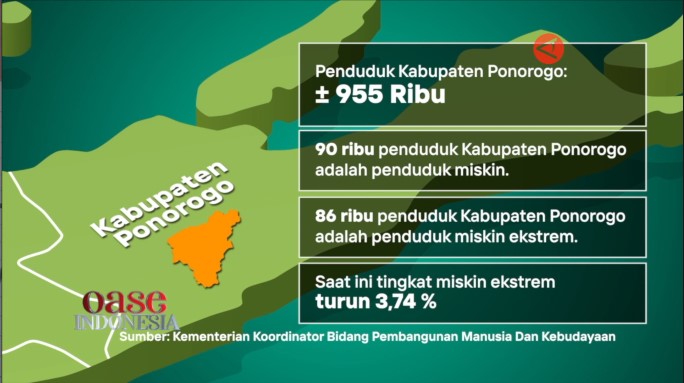 Penduduk Kabupaten Ponorogo:
± 955 Ribu
90 ribu penduduk Kabupaten Ponorogo
adalah penduduk miskin.
86 ribu penduduk Kabupaten Ponorogo
adalah penduduk miskin ekstrem.
Saat ini tingkat miskin ekstrem
turun 3,74 %
Kabupaten
Ponorogo
oase
INDONESIA
Sumber: Kementerian Koordinator Bidang Pembangunan Manusia Dan Kebudayaan